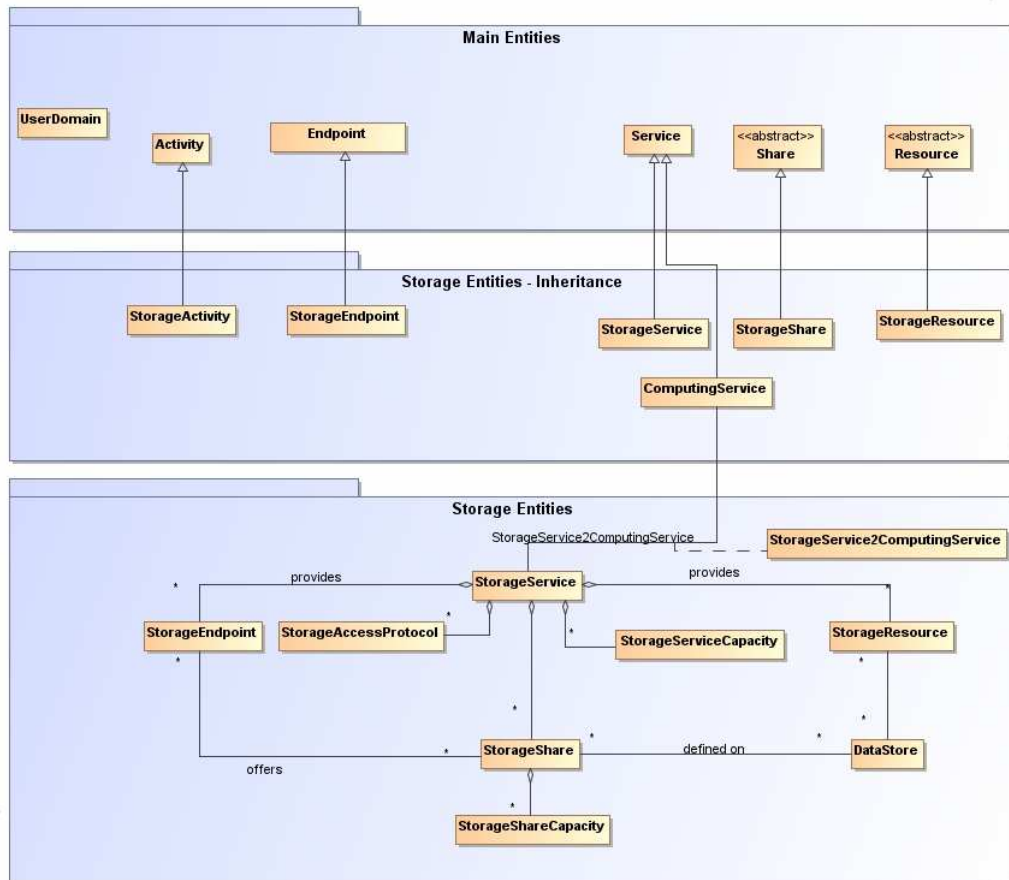 Main Entities
UserDomain
Activity
Endpoint
Service
<<abstract>>
Share
<<abstract>>
Resource
Storage Entities - Inheritance
StorageActivity
StorageEndpoint
StorageService
StorageShare
StorageResource
ComputingService
Storage Entities
StorageService2ComputingService
StorageService2ComputingService
provides
*
StorageService
provides
*
StorageEndpoint
StorageAccessProtocol
*
*
StorageServiceCapacity
StorageResource
*
*
*
*
StorageShare
*
*
defined on
*
DataStore
offers
*
StorageShareCapacity